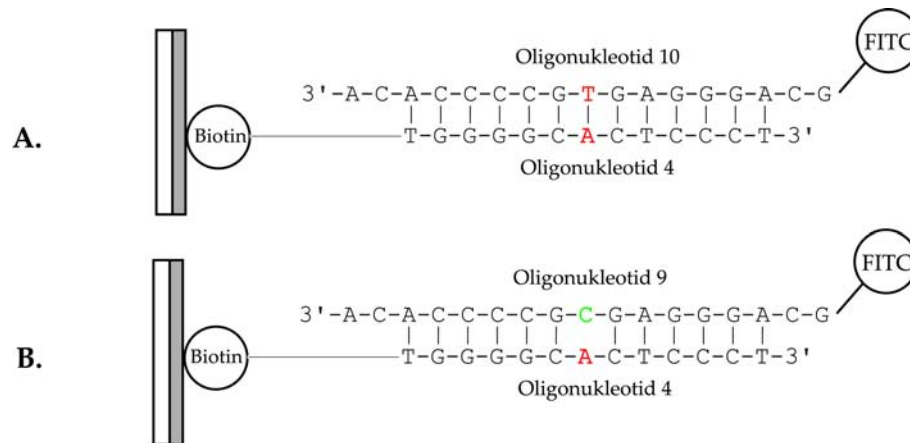 FITC
Oligonukleotid 10
3'-A-C-A-C-C-C-C-G-T-G-A-G-G-G-A-C-G
A.
Biotin
T-G-G-G-G-C-A-C-T-C-C-C-T-3'
Oligonukleotid 4
FITC
Oligonukleotid 9
3'-A-C-A-C-C-C-C-G-C-G-A-G-G-G-A-C-G
B.
Biotin
T-G-G-G-G-C-A-C-T-C-C-C-T-3'
Oligonukleotid 4